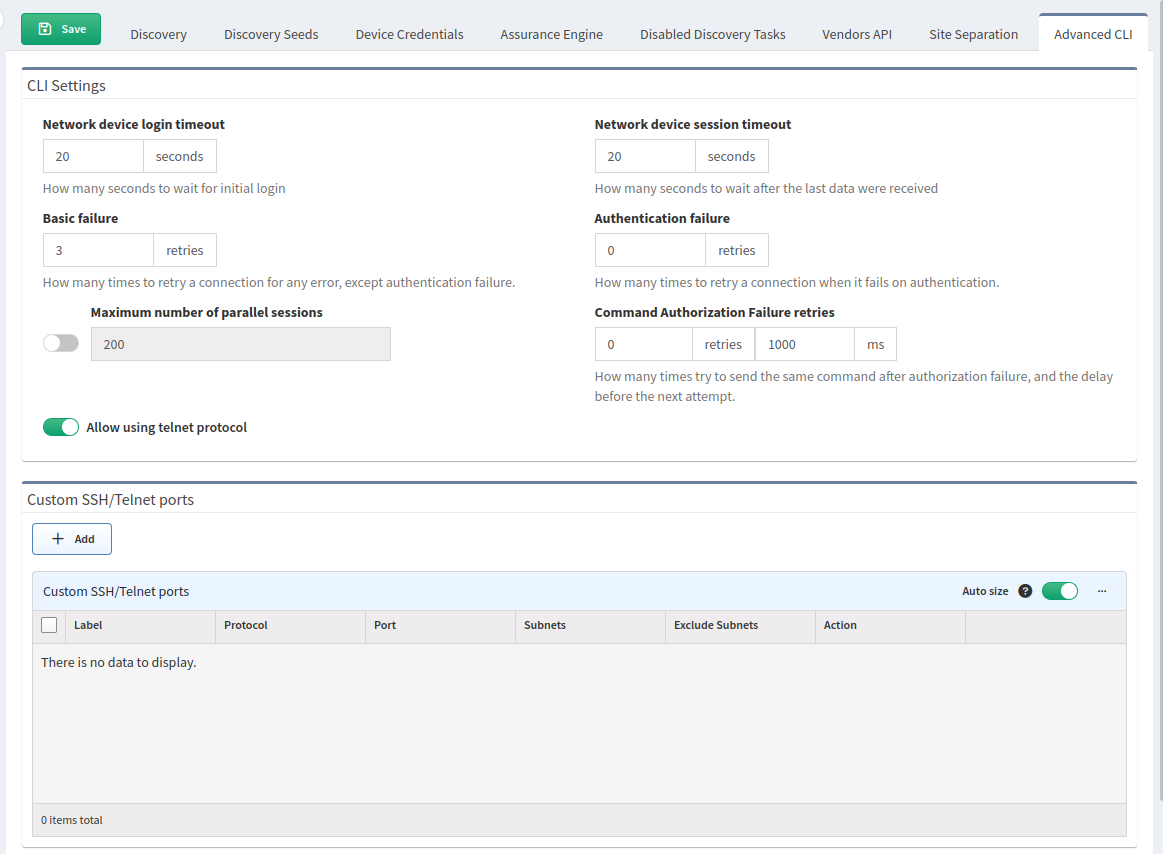 Save
Discovery
Discovery Seeds
Device Credentials
Assurance Engine
Disabled Discovery Tasks
Vendors API
Site Separation
Advanced CLI
CLI Settings
Network device login timeout
20 seconds
How many seconds to wait for initial login
Network device session timeout
20 seconds
How many seconds to wait after the last data were received
Basic failure
3 retries
How many times to retry a connection for any error, except authentication failure.
Authentication failure
0 retries
How many times to retry a connection when it fails on authentication.
Maximum number of parallel sessions
200
Command Authorization Failure retries
0 retries 1000 ms
How many times try to send the same command after authorization failure, and the delay
before the next attempt.
Allow using telnet protocol
Custom SSH/Telnet ports
+ Add
Custom SSH/Telnet ports
Auto size ? ...
Label Protocol Port Subnets Exclude Subnets Action
There is no data to display.
0 items total